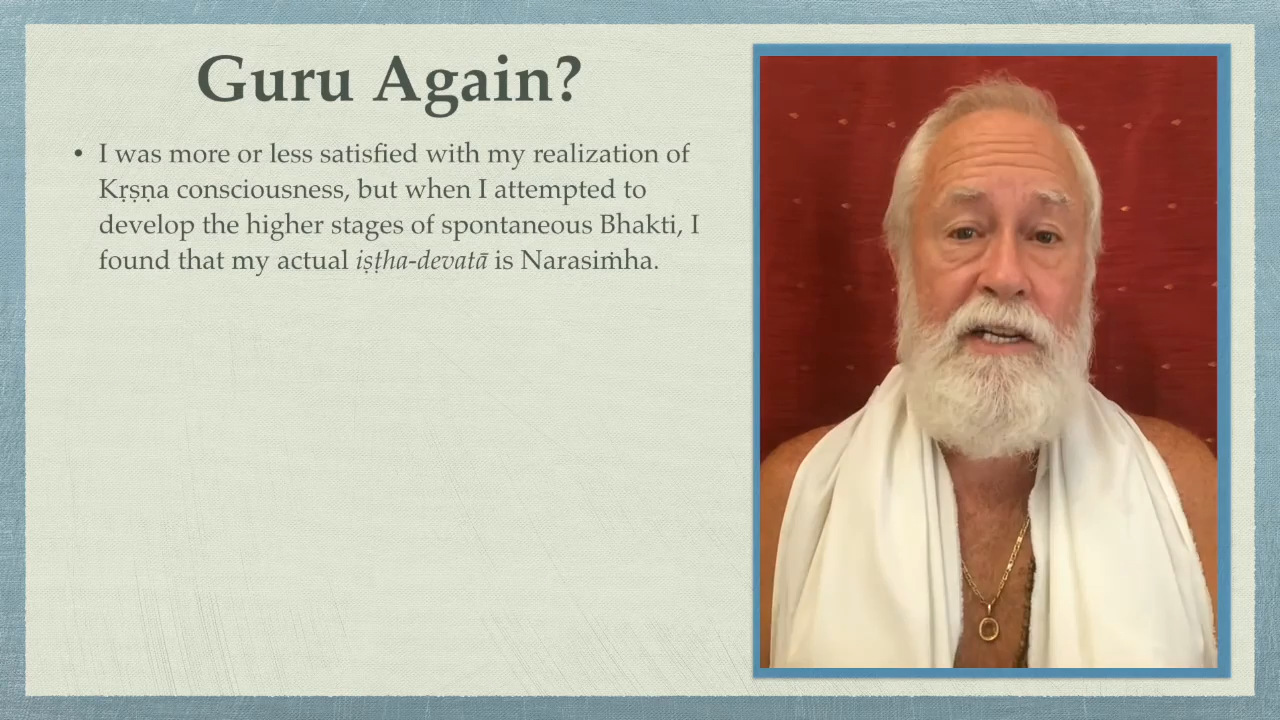 Guru Again?
• I was more or less satisfied with my realization of
Kṛṣṇa consciousness, but when I attempted to
develop the higher stages of spontaneous Bhakti, I
found that my actual iṣṭha-devatā is Narasiṁha.